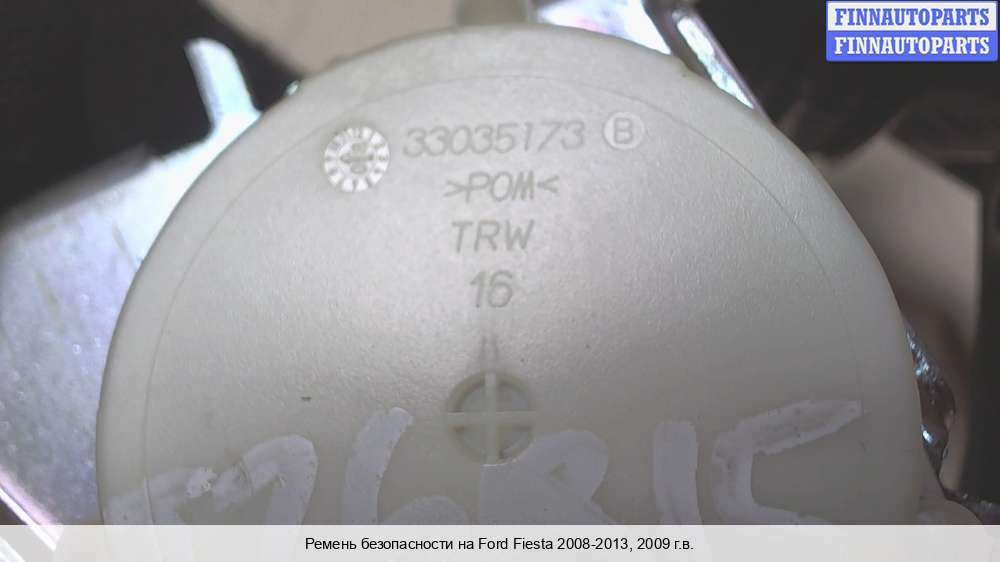 FINNAUTOPARTS
FINNAUTOPARTS
33035173 B
>POM<
TRW
16
Ремень безопасности на Ford Fiesta 2008-2013, 2009 г.в.